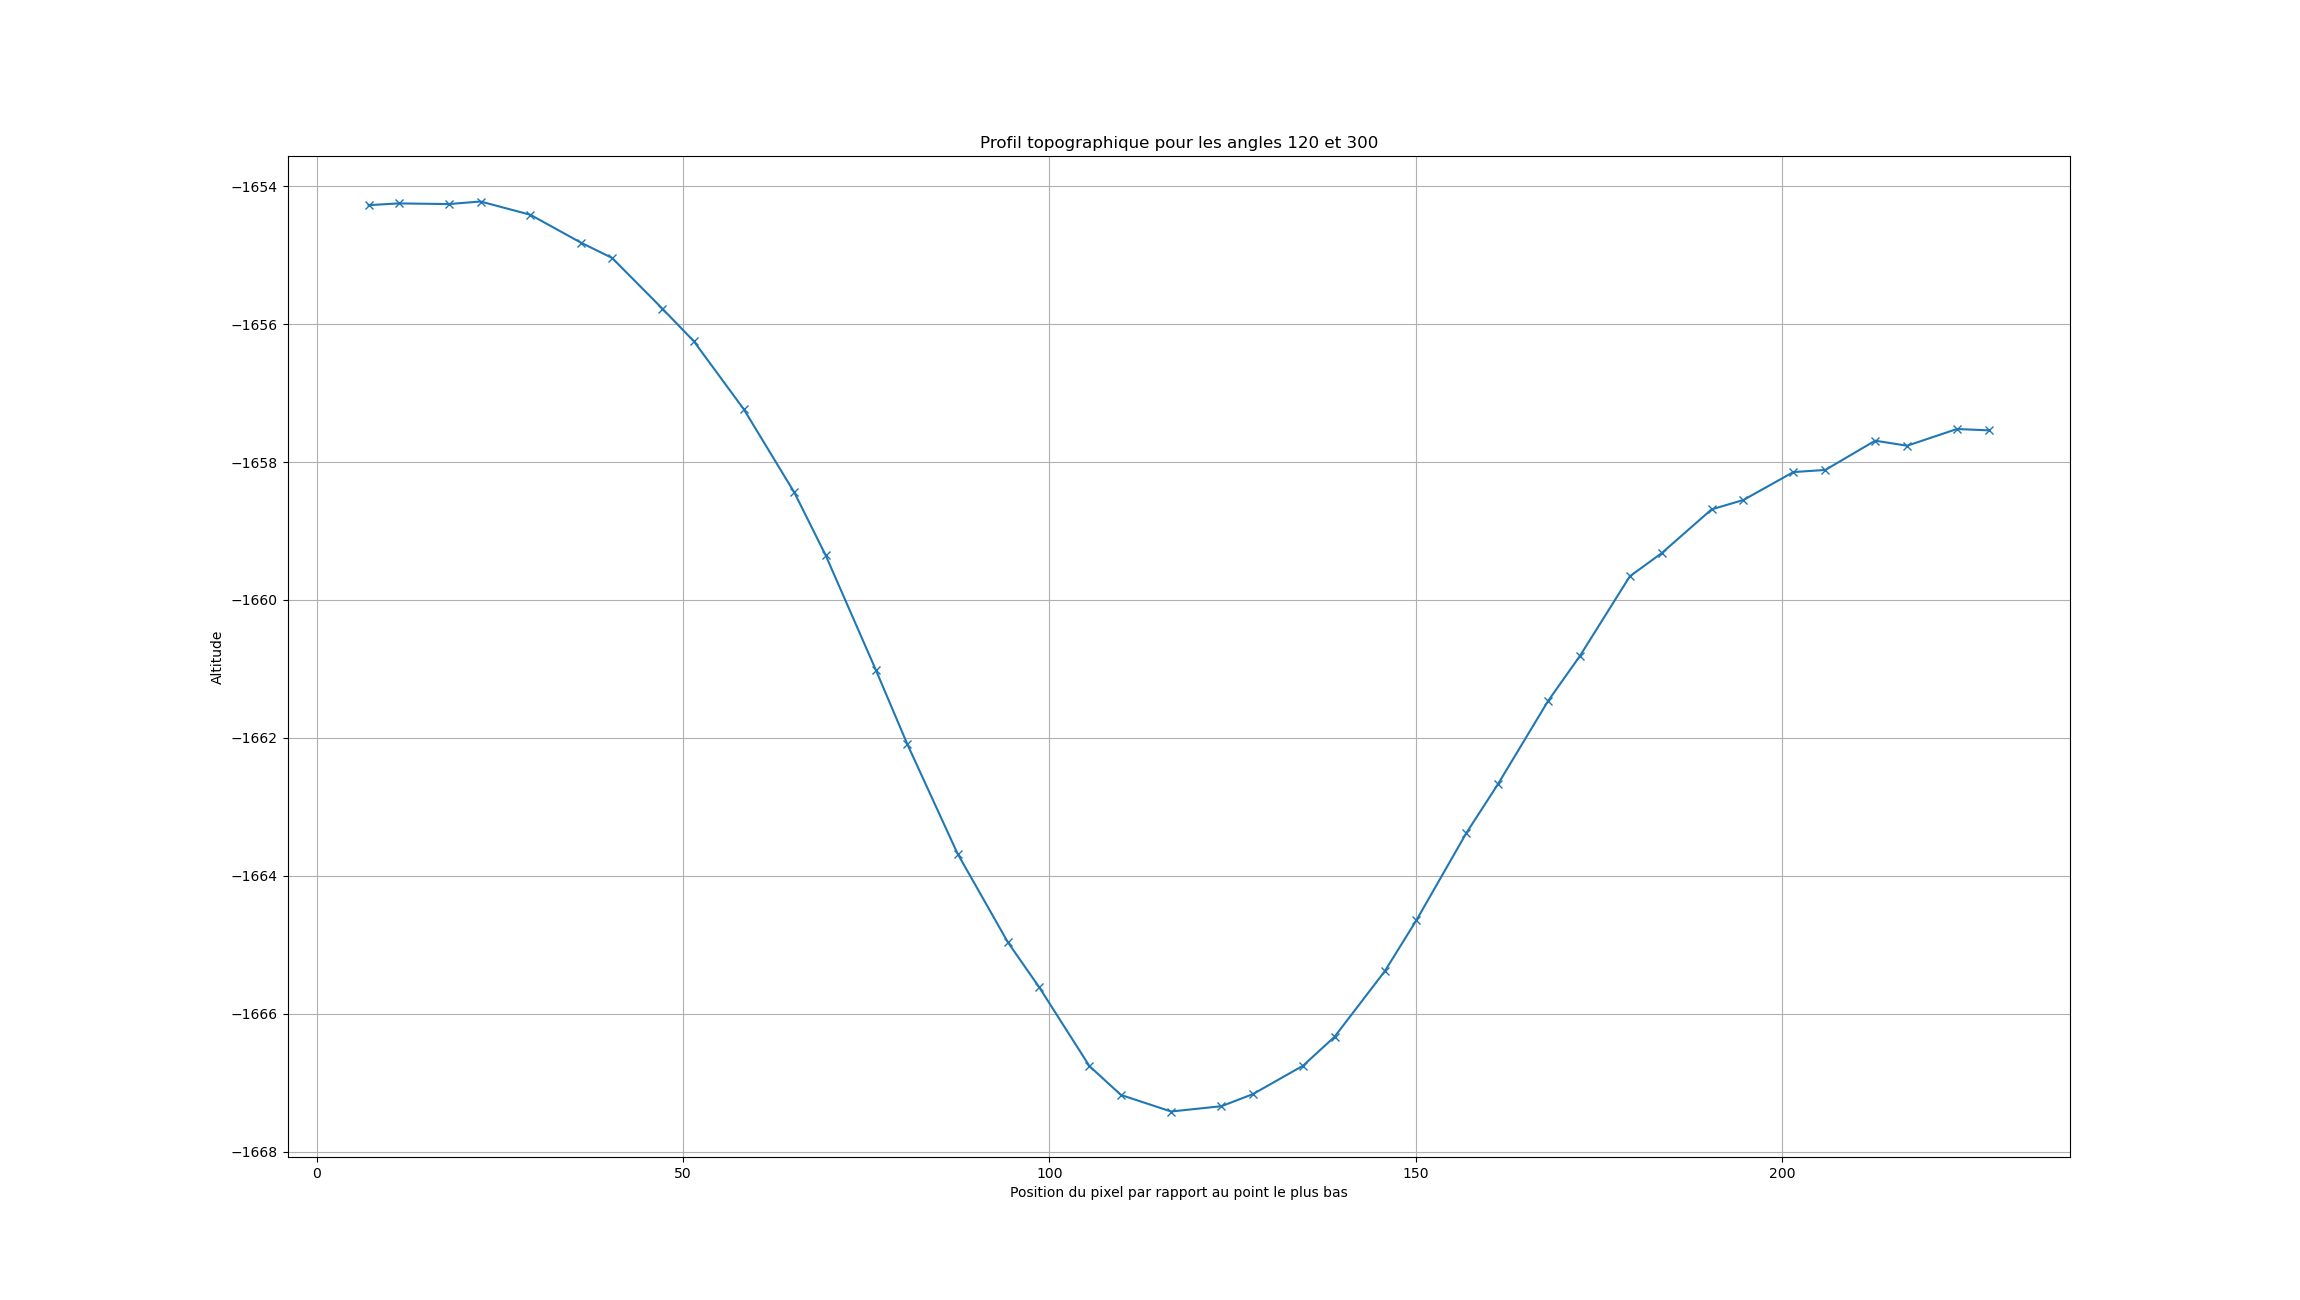 Profil topographique pour les angles 120 et 300
−1654
−1656
−1658
−1660
−1662
−1664
−1666
−1668
Altitude
0 50 100 150 200
Position du pixel par rapport au point le plus bas